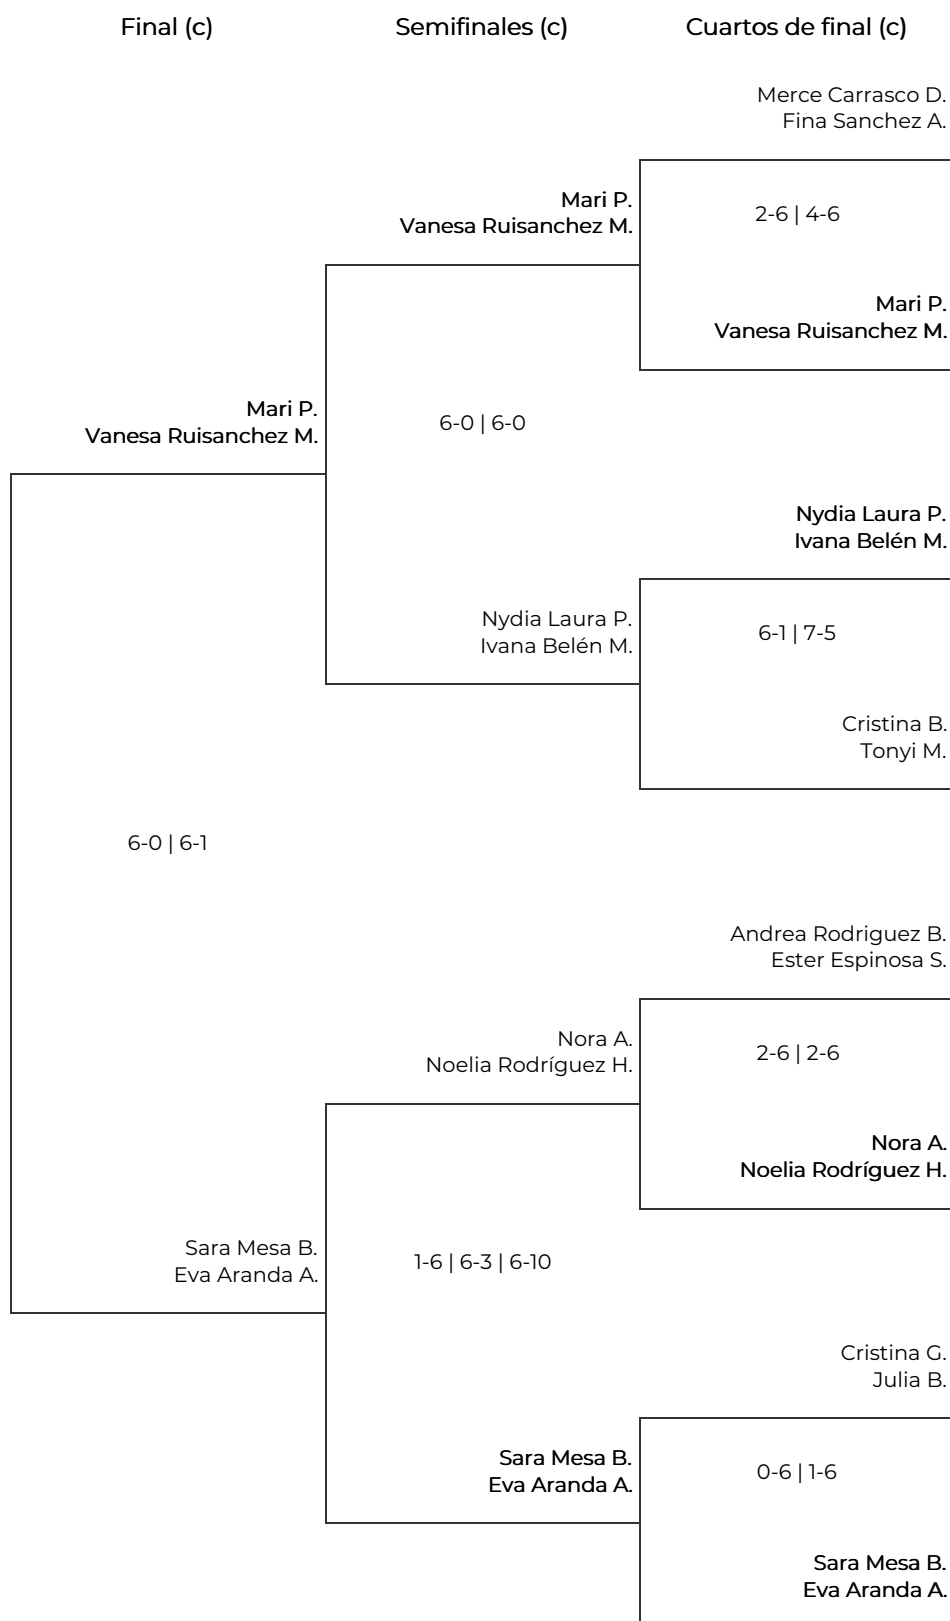 Final (c)
Semifinales (c)
Cuartos de final (c)
Merce Carrasco D.
Fina Sanchez A.
Mari P.
Vanesa Ruisanchez M.
2-6 | 4-6
Mari P.
Vanesa Ruisanchez M.
Mari P.
Vanesa Ruisanchez M.
6-0 | 6-0
Nydia Laura P.
Ivana Belén M.
Nydia Laura P.
Ivana Belén M.
6-1 | 7-5
Cristina B.
Tonyi M.
6-0 | 6-1
Andrea Rodriguez B.
Ester Espinosa S.
Nora A.
Noelia Rodríguez H.
2-6 | 2-6
Nora A.
Noelia Rodríguez H.
Sara Mesa B.
Eva Aranda A.
1-6 | 6-3 | 6-10
Cristina G.
Julia B.
Sara Mesa B.
Eva Aranda A.
0-6 | 1-6
Sara Mesa B.
Eva Aranda A.